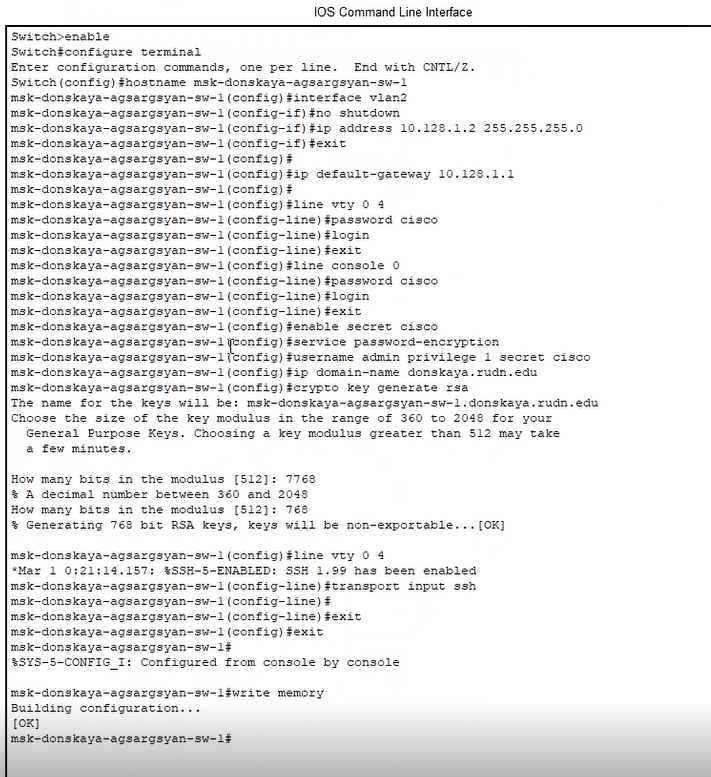 IOS Command Line Interface
Switch>enable
Switch#configure terminal
Enter configuration commands, one per line.  End with CNTL/Z.
Switch(config)#hostname msk-donskaya-agsargsyan-sw-1
msk-donskaya-agsargsyan-sw-1(config)#interface vlan2
msk-donskaya-agsargsyan-sw-1(config-if)#no shutdown
msk-donskaya-agsargsyan-sw-1(config-if)#ip address 10.128.1.2 255.255.255.0
msk-donskaya-agsargsyan-sw-1(config-if)#exit
msk-donskaya-agsargsyan-sw-1(config)#
msk-donskaya-agsargsyan-sw-1(config)#ip default-gateway 10.128.1.1
msk-donskaya-agsargsyan-sw-1(config)#
msk-donskaya-agsargsyan-sw-1(config)#line vty 0 4
msk-donskaya-agsargsyan-sw-1(config-line)#password cisco
msk-donskaya-agsargsyan-sw-1(config-line)#login
msk-donskaya-agsargsyan-sw-1(config-line)#exit
msk-donskaya-agsargsyan-sw-1(config)#line console 0
msk-donskaya-agsargsyan-sw-1(config-line)#password cisco
msk-donskaya-agsargsyan-sw-1(config-line)#login
msk-donskaya-agsargsyan-sw-1(config-line)#exit
msk-donskaya-agsargsyan-sw-1(config)#enable secret cisco
msk-donskaya-agsargsyan-sw-1(config)#service password-encryption
msk-donskaya-agsargsyan-sw-1(config)#username admin privilege 1 secret cisco
msk-donskaya-agsargsyan-sw-1(config)#ip domain-name donskaya.rudn.edu
msk-donskaya-agsargsyan-sw-1(config)#crypto key generate rsa
The name for the keys will be: msk-donskaya-agsargsyan-sw-1.donskaya.rudn.edu
Choose the size of the key modulus in the range of 360 to 2048 for your
General Purpose Keys. Choosing a key modulus greater than 512 may take
a few minutes.
How many bits in the modulus [512]: 7768
% A decimal number between 360 and 2048
How many bits in the modulus [512]: 768
% Generating 768 bit RSA keys, keys will be non-exportable...[OK]
msk-donskaya-agsargsyan-sw-1(config)#line vty 0 4
*Mar 1 0:21:14.157: %SSH-5-ENABLED: SSH 1.99 has been enabled
msk-donskaya-agsargsyan-sw-1(config-line)#transport input ssh
msk-donskaya-agsargsyan-sw-1(config-line)#
msk-donskaya-agsargsyan-sw-1(config-line)#exit
msk-donskaya-agsargsyan-sw-1(config)#exit
msk-donskaya-agsargsyan-sw-1#
%SYS-5-CONFIG_I: Configured from console by console
msk-donskaya-agsargsyan-sw-1#write memory
Building configuration...
[OK]
msk-donskaya-agsargsyan-sw-1#